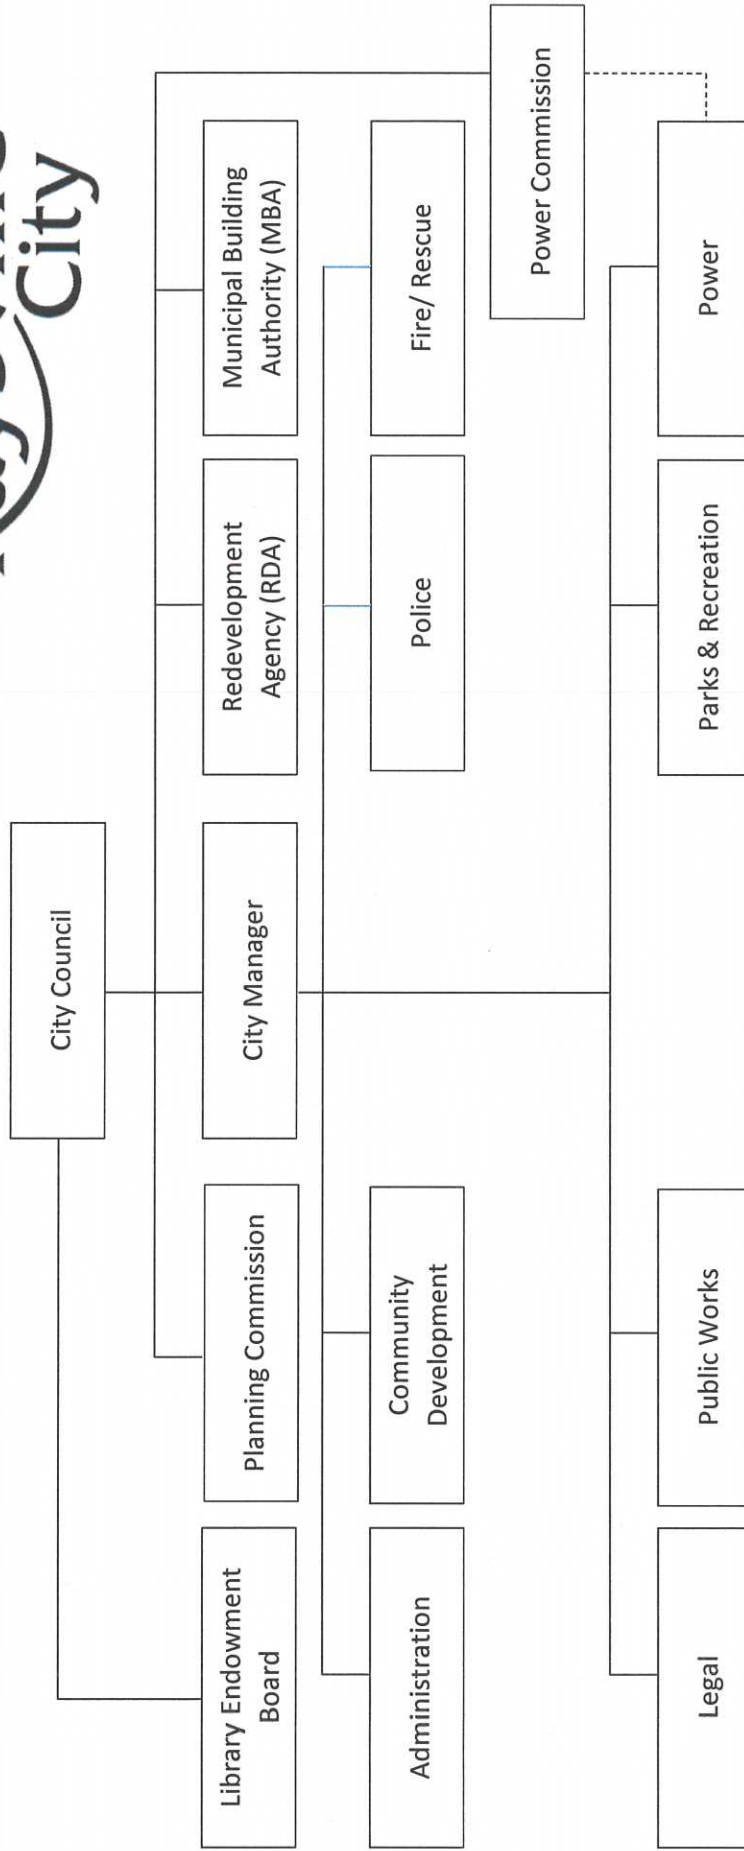 City
City Council
Library Endowment
Board
Planning Commission
City Manager
Redevelopment
Agency (RDA)
Municipal Building
Authority (MBA)
Administration
Community
Development
Police
Fire/ Rescue
Power Commission
Legal
Public Works
Parks & Recreation
Power